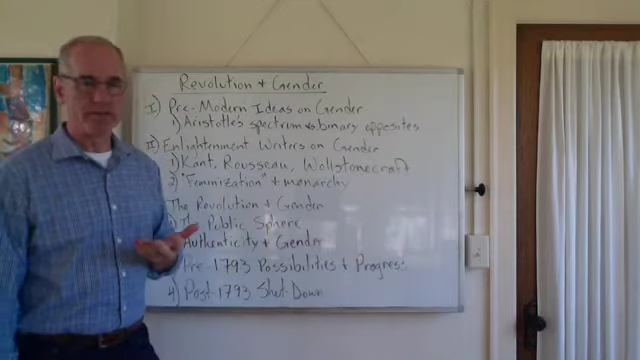 Revolution + Gender
I) Pre-Modern Ideas on Gender
1) Aristotle's spectrum vs binary opposites
II) Enlightenment Writers on Gender
1) Kant, Rousseau, Wollstonecraft
2) "Feminization" + monarchy
The Revolution + Gender
The Public Sphere
Authenticity + Gender
Pre-1793 Possibilities + Progress
4) Post-1793 Shut-Down